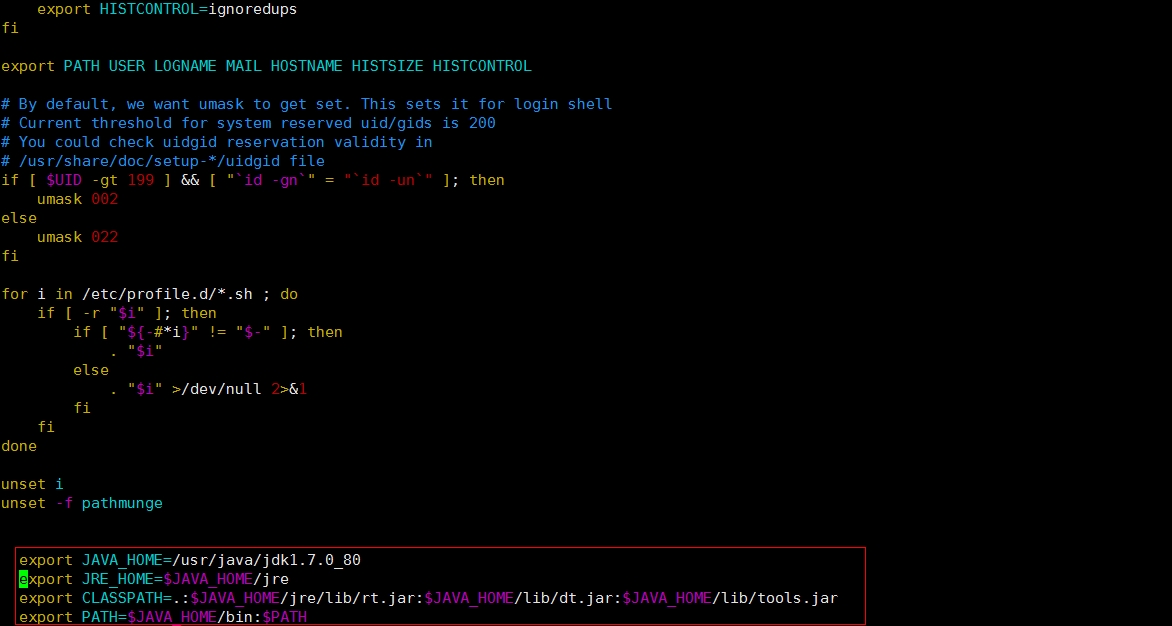 export HISTCONTROL=ignoredups
fi

export PATH USER LOGNAME MAIL HOSTNAME HISTSIZE HISTCONTROL

# By default, we want umask to get set. This sets it for login shell
# Current threshold for system reserved uid/gids is 200
# You could check uidgid reservation validity in
# /usr/share/doc/setup-*/uidgid file
if [ $UID -gt 199 ] && [ "`id -gn`" = "`id -un`" ]; then
    umask 002
else
    umask 022
fi

for i in /etc/profile.d/*.sh ; do
    if [ -r "$i" ]; then
        if [ "${-#*i}" != "$-" ]; then
            . "$i"
        else
            . "$i" >/dev/null 2>&1
        fi
    fi
done

unset i
unset -f pathmunge


  export JAVA_HOME=/usr/java/jdk1.7.0_80
  export JRE_HOME=$JAVA_HOME/jre
  export CLASSPATH=.:$JAVA_HOME/jre/lib/rt.jar:$JAVA_HOME/lib/dt.jar:$JAVA_HOME/lib/tools.jar
  export PATH=$JAVA_HOME/bin:$PATH